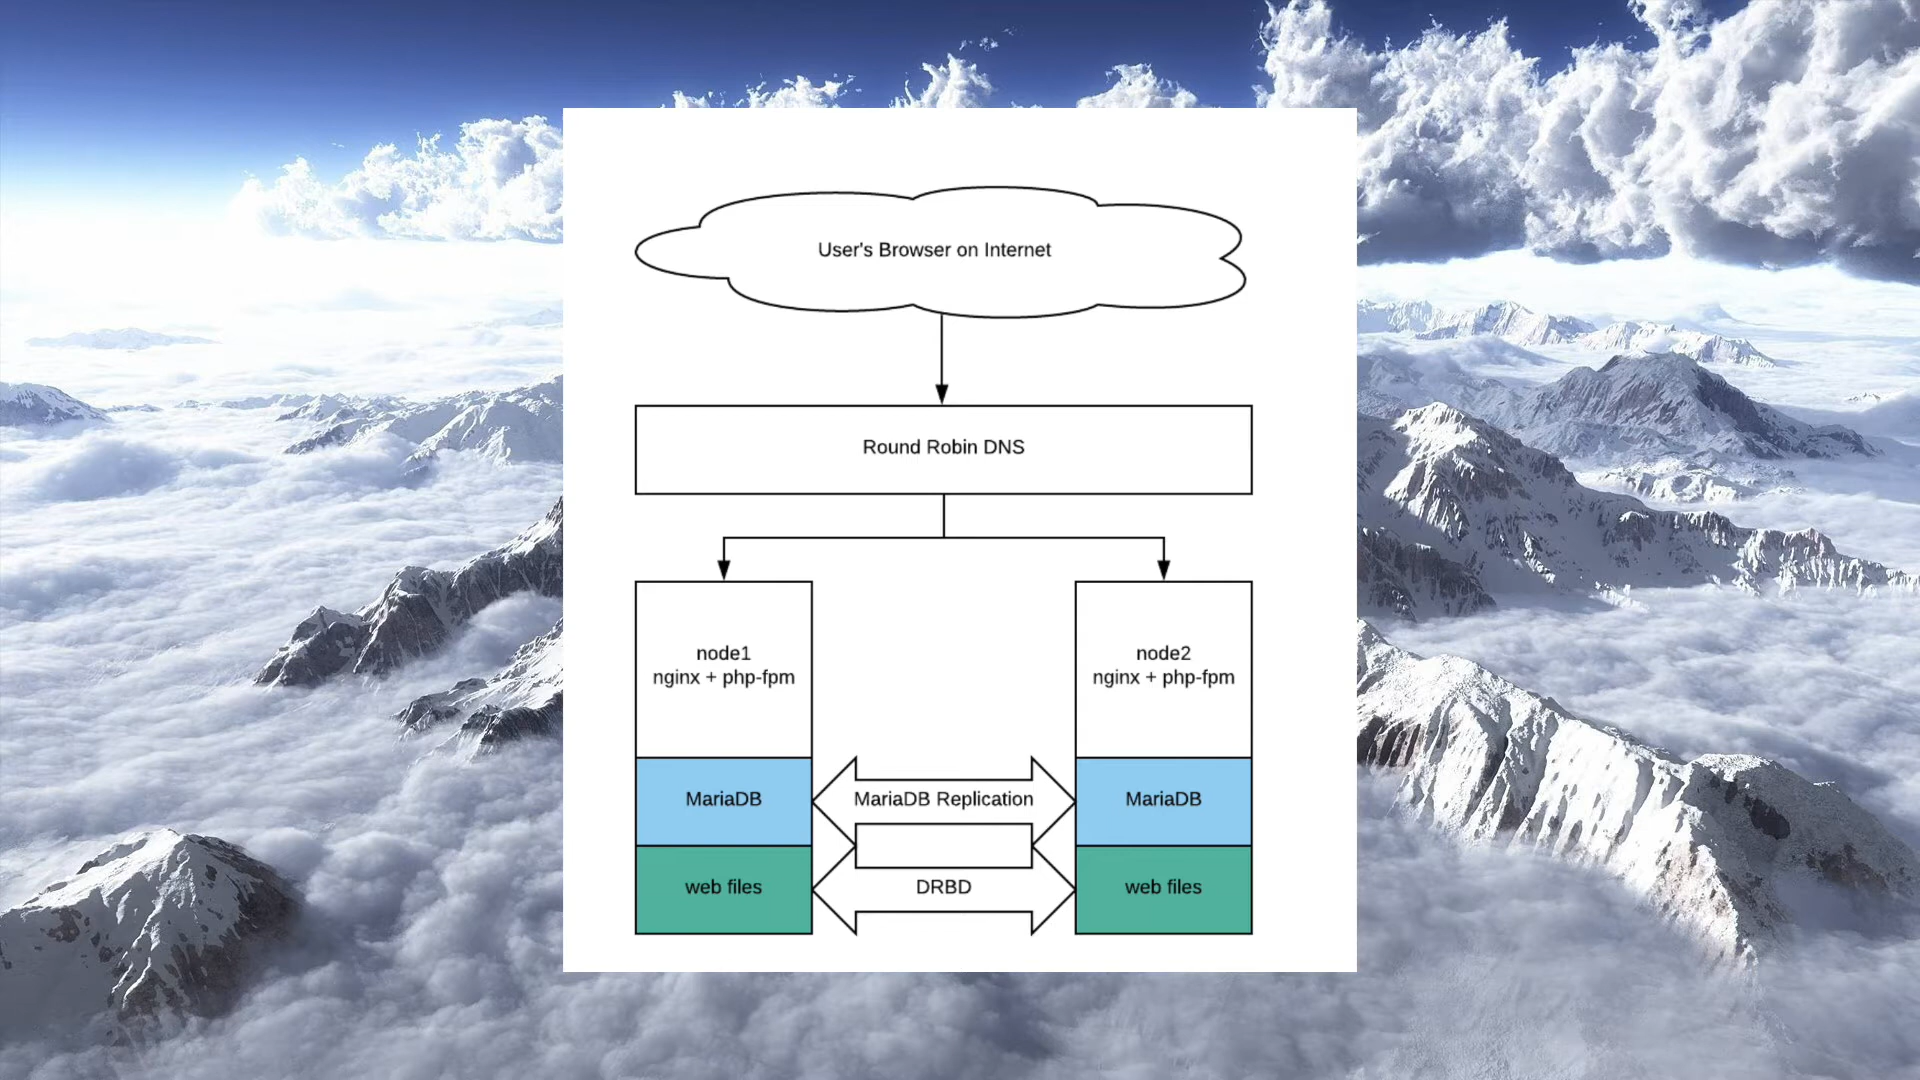 User's Browser on Internet
Round Robin DNS
node1
nginx + php-fpm
node2
nginx + php-fpm
MariaDB
MariaDB Replication
MariaDB
web files
DRBD
web files